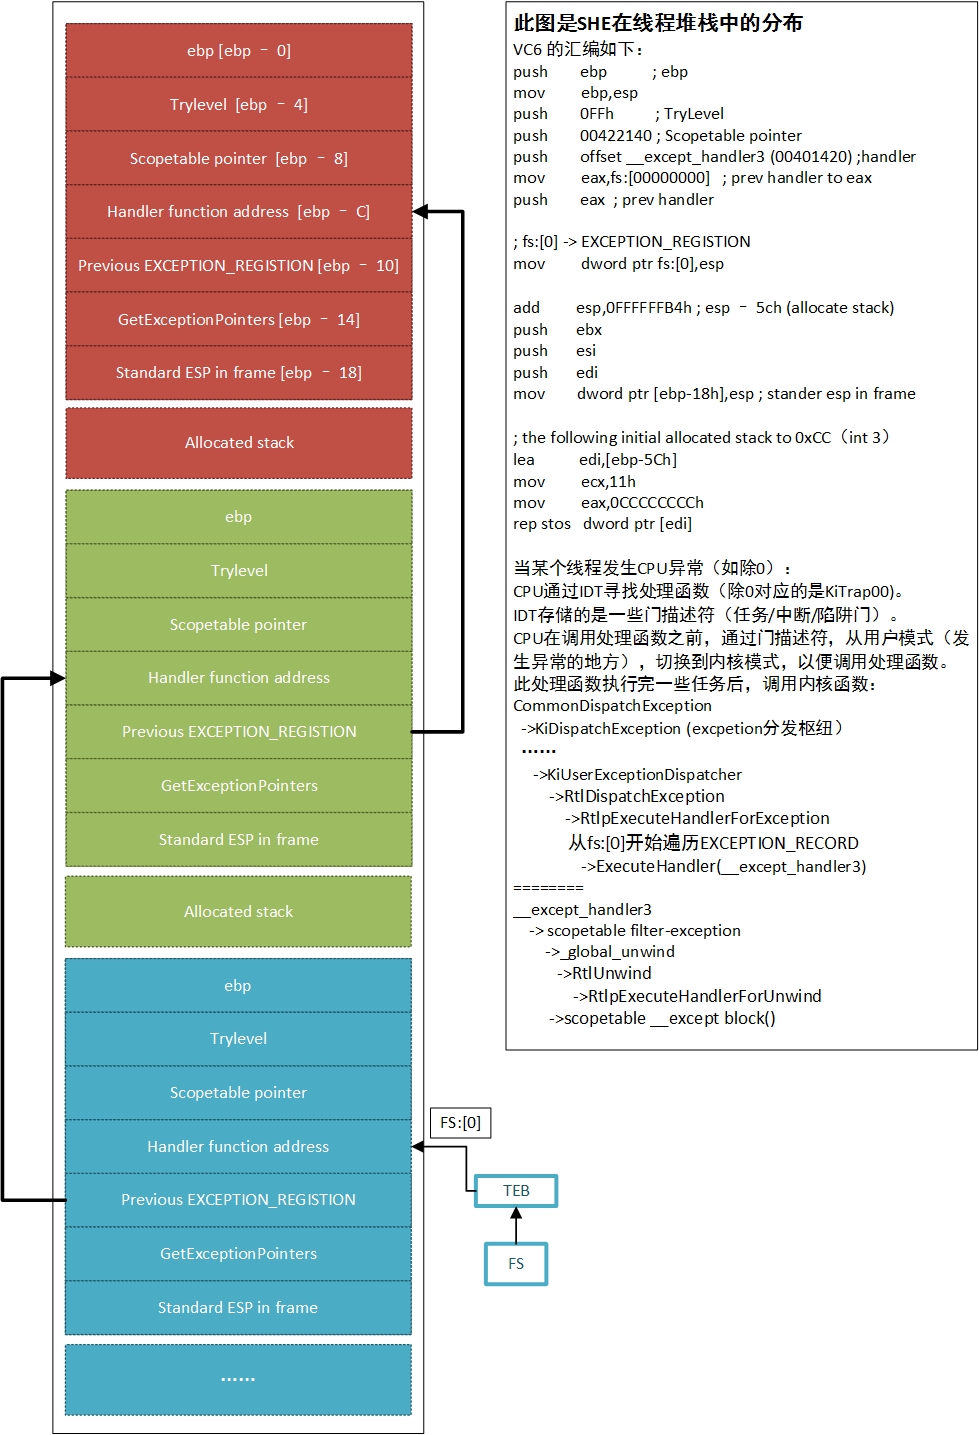 ebp [ebp – 0]
Trylevel [ebp – 4]
Scopetable pointer [ebp – 8]
Handler function address [ebp – C]
Previous EXCEPTION_REGISTION [ebp – 10]
GetExceptionPointers [ebp – 14]
Standard ESP in frame [ebp – 18]
Allocated stack
ebp
Trylevel
Scopetable pointer
Handler function address
Previous EXCEPTION_REGISTION
GetExceptionPointers
Standard ESP in frame
Allocated stack
ebp
Trylevel
Scopetable pointer
Handler function address
Previous EXCEPTION_REGISTION
GetExceptionPointers
Standard ESP in frame
......
FS:[0]
TEB
FS
此图是SHE在线程堆栈中的分布
VC6 的汇编如下：
push ebp ; ebp
mov ebp,esp
push 0FFh ; TryLevel
push 00422140 ; Scopetable pointer
push offset __except_handler3 (00401420) ;handler
mov eax,fs:[00000000] ; prev handler to eax
push eax ; prev handler
; fs:[0] -> EXCEPTION_REGISTION
mov dword ptr fs:[0],esp
add esp,0FFFFFFB4h ; esp – 5ch (allocate stack)
push ebx
push esi
push edi
mov dword ptr [ebp-18h],esp ; stander esp in frame
; the following initial allocated stack to 0xCC（int 3）
lea edi,[ebp-5Ch]
mov ecx,11h
mov eax,0CCCCCCCCh
rep stos dword ptr [edi]
当某个线程发生CPU异常（如除0）：
CPU通过IDT寻找处理函数（除0对应的是KiTrap00)。
IDT存储的是一些门描述符（任务/中断/陷阱门）。
CPU在调用处理函数之前，通过门描述符，从用户模式（发
生异常的地方），切换到内核模式，以便调用处理函数。
此处理函数执行完一些任务后，调用内核函数：
CommonDispatchException
->KiDispatchException (excpetion分发枢纽）
......
->KiUserExceptionDispatcher
->RtlDispatchException
->RtlpExecuteHandlerForException
从fs:[0]开始遍历EXCEPTION_RECORD
->ExecuteHandler(__except_handler3)
========
__except_handler3
-> scopetable filter-exception
->_global_unwind
->RtlUnwind
->RtlpExecuteHandlerForUnwind
->scopetable __except block()